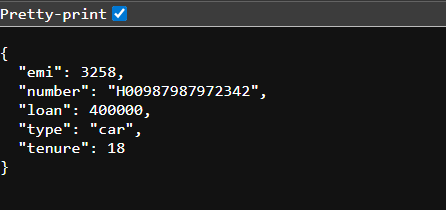 Pretty-print
{
  "emi": 3258,
  "number": "H00987987972342",
  "loan": 400000,
  "type": "car",
  "tenure": 18
}